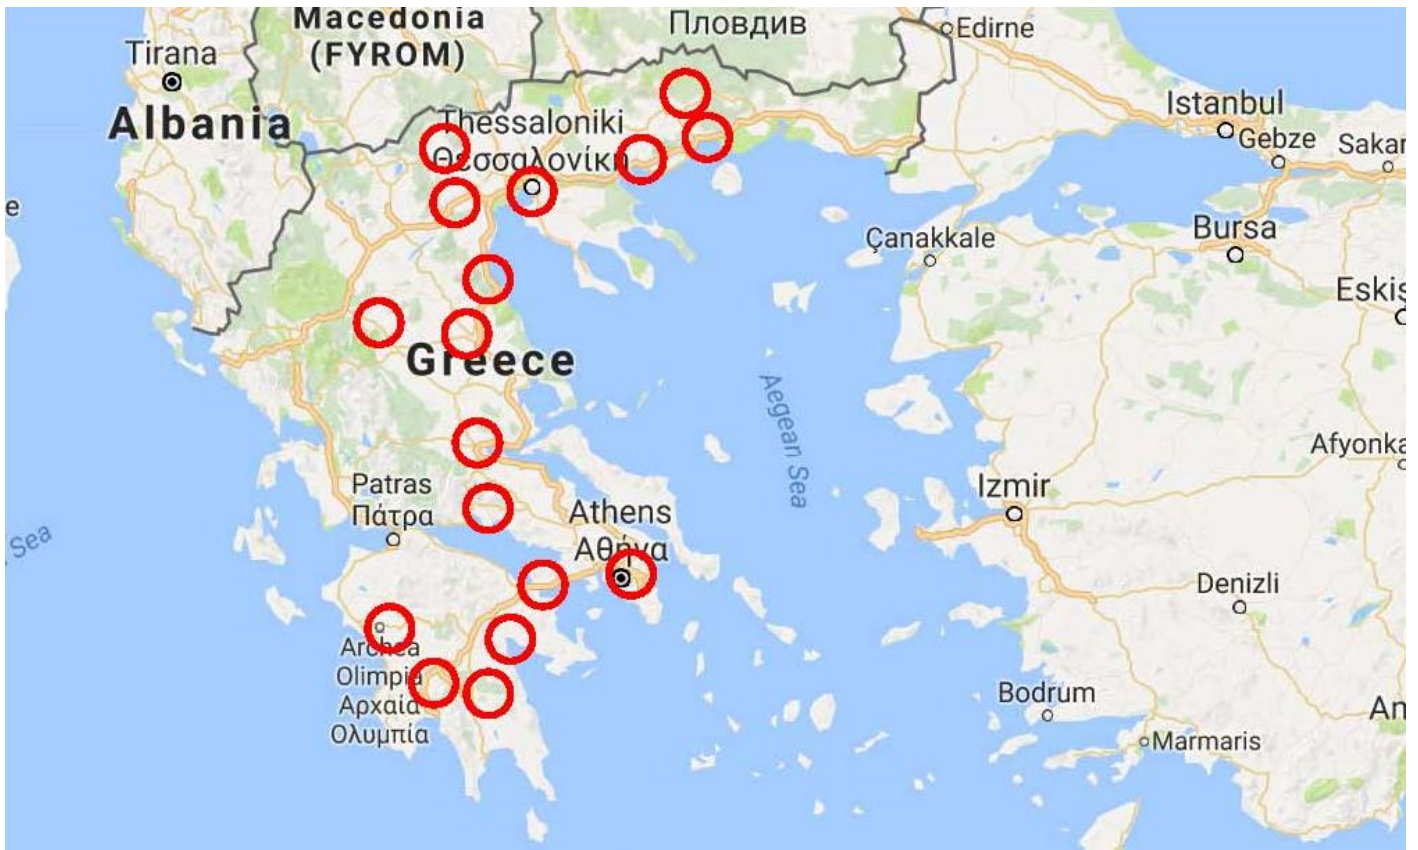 Macedonia
(FYROM)
Пловдив
Edirne
Tirana
Albania
Thessaloniki
Θεσσαλονίκη
Istanbul
Gebze
Sakar
e
Çanakkale
Bursa
Eskiş
Greece
Aegean Sea
Afyonka
Patras
Πάτρα
Athens
Αθήνα
Izmir
Sea
Denizli
Archea
Olimpia
Αρχαία
Ολυμπία
Bodrum
An
Marmaris